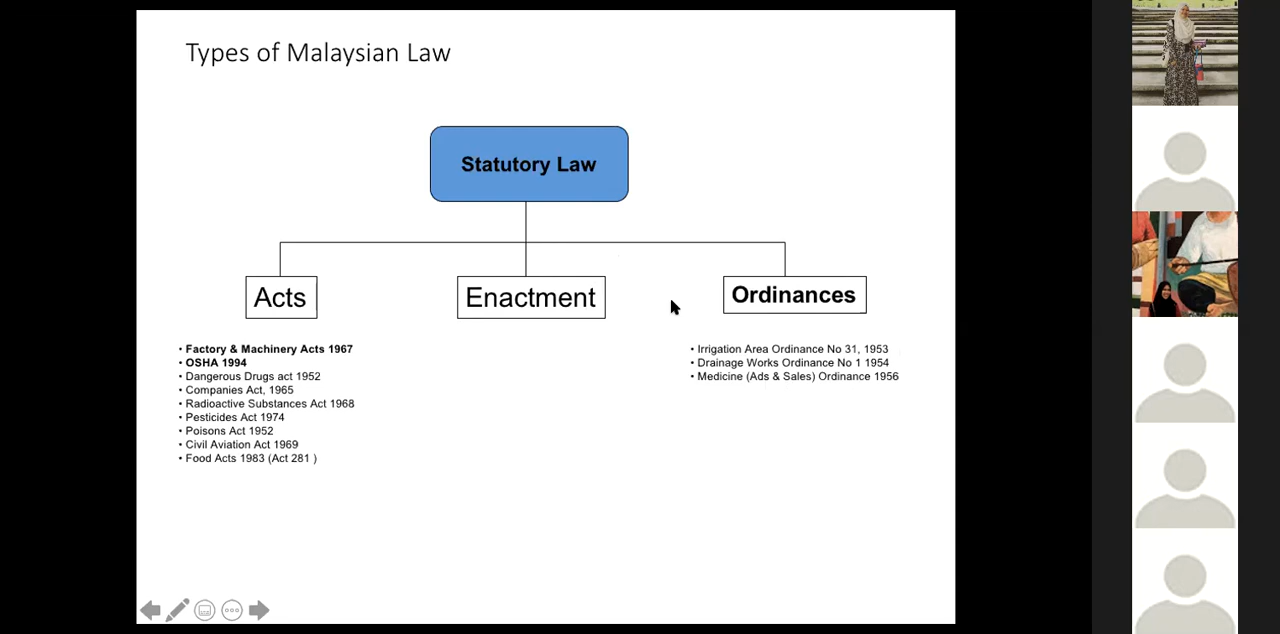 Types of Malaysian Law
Statutory Law
Acts
Enactment
Ordinances
• Factory & Machinery Acts 1967
• OSHA 1994
• Dangerous Drugs act 1952
• Companies Act, 1965
• Radioactive Substances Act 1968
• Pesticides Act 1974
• Poisons Act 1952
• Civil Aviation Act 1969
• Food Acts 1983 (Act 281 )
• Irrigation Area Ordinance No 31, 1953
• Drainage Works Ordinance No 1 1954
• Medicine (Ads & Sales) Ordinance 1956